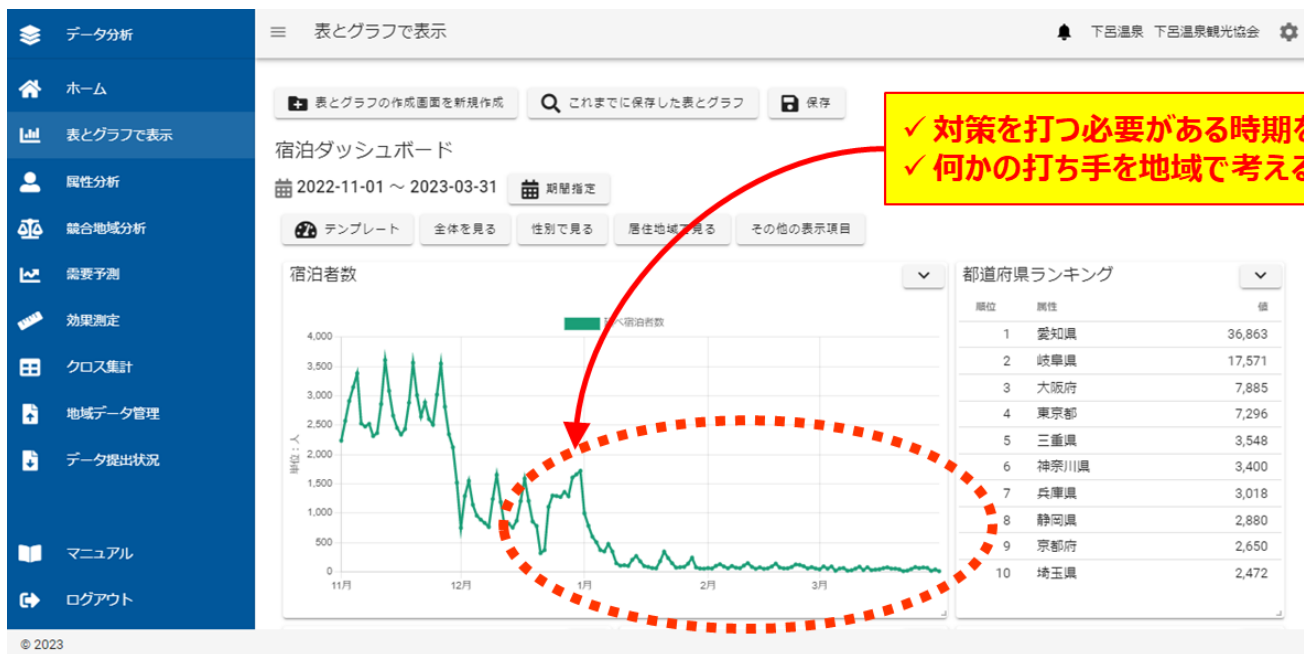 データ分析
ホーム
表とグラフで表示
属性分析
競合地域分析
需要予測
効果測定
クロス集計
地域データ管理
データ提出状況
マニュアル
ログアウト
© 2023
表とグラフで表示
下呂温泉 下呂温泉観光協会
表とグラフの作成画面を新規作成 これまでに保存した表とグラフ 保存
✓ 対策を打つ必要がある時期を
✓ 何かの打ち手を地域で考える
宿泊ダッシュボード
2022-11-01 ~ 2023-03-31 期間指定
テンプレート 全体を見る 性別で見る 居住地域で見る その他の表示項目
宿泊者数
べ宿泊者数
単位:人
4,000
3,500
3,000
2,500
2,000
1,500
1,000
500
0
11月 12月 1月 2月 3月
都道府県ランキング
順位 属性 値
1 愛知県 36,863
2 岐阜県 17,571
3 大阪府 7,885
4 東京都 7,296
5 三重県 3,548
6 神奈川県 3,400
7 兵庫県 3,018
8 静岡県 2,880
9 京都府 2,650
10 埼玉県 2,472